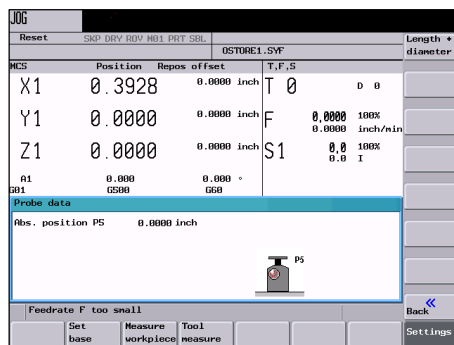 JOG
Reset SKP DRY ROV M01 PRT SBL
OSTORE1.SYF
Length + diameter
MCS Position Repos offset T,F,S
X1 0.3928 0.0000 inch T 0 D 0
Y1 0.0000 0.0000 inch F 0,0000 100%
0.0000 inch/min
Z1 0.0000 0.0000 inch S1 0,0 100%
0.0 I
A1 0.000 0.000 °
G01 G500 G60
Probe data
Abs. position P5 0.0000 inch
P5
Feedrate F too small
« Back
Set base Measure workpiece Tool measure Settings